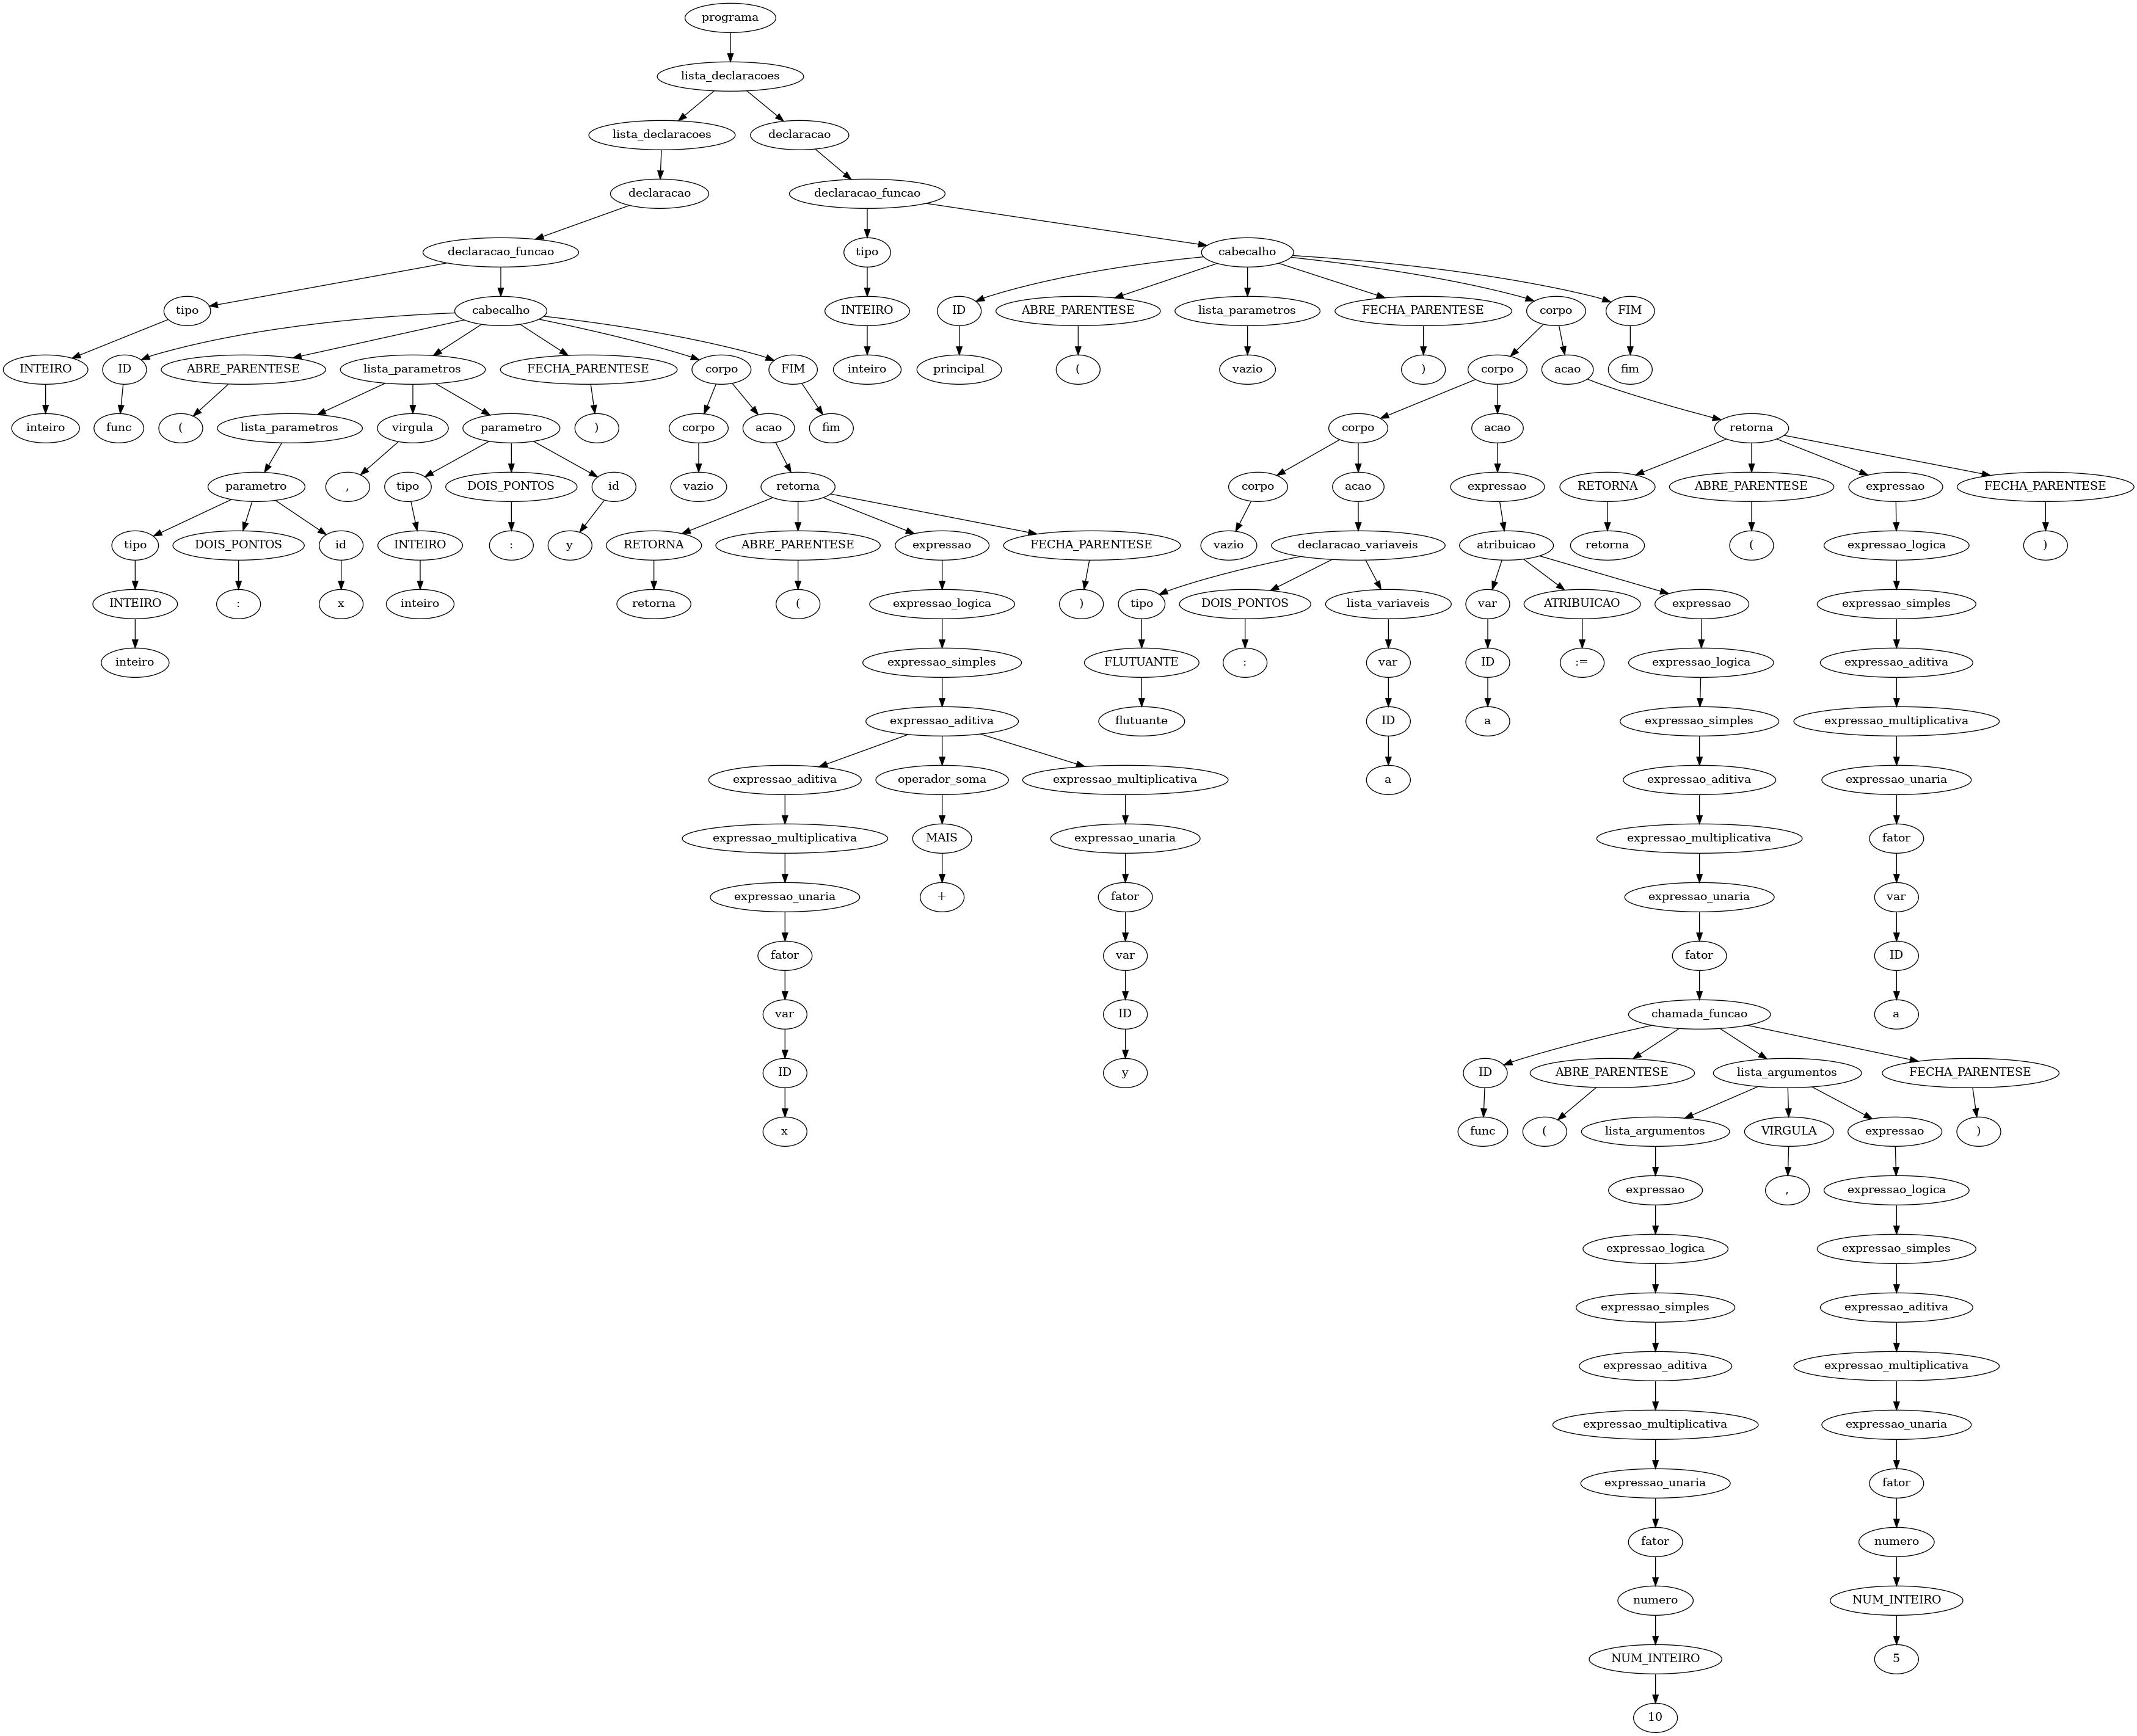 programa
lista_declaracoes
lista_declaracoes declaracao
declaracao declaracao_funcao
declaracao_funcao tipo cabecalho
tipo cabecalho INTEIRO ID ABRE_PARENTESE lista_parametros FECHA_PARENTESE corpo FIM
INTEIRO ID ABRE_PARENTESE lista_parametros FECHA_PARENTESE corpo FIM inteiro principal ( vazio ) corpo acao fim
inteiro func ( lista_parametros virgula parametro ) corpo acao fim corpo acao retorna
parametro , tipo DOIS_PONTOS id vazio retorna corpo acao expressao RETORNA ABRE_PARENTESE expressao FECHA_PARENTESE
tipo DOIS_PONTOS id INTEIRO : y RETORNA ABRE_PARENTESE expressao FECHA_PARENTESE vazio declaracao_variaveis atribuicao retorna ( expressao_logica )
INTEIRO : x inteiro retorna ( expressao_logica ) tipo DOIS_PONTOS lista_variaveis var ATRIBUICAO expressao expressao_simples
inteiro expressao_simples FLUTUANTE : var ID := expressao_logica expressao_aditiva
expressao_aditiva flutuante ID a expressao_simples expressao_multiplicativa
expressao_aditiva operador_soma expressao_multiplicativa a expressao_aditiva expressao_unaria
expressao_multiplicativa MAIS expressao_unaria expressao_multiplicativa fator
expressao_unaria + fator expressao_unaria var
fator var fator ID
var ID chamada_funcao a
ID y ID ABRE_PARENTESE lista_argumentos FECHA_PARENTESE
x func ( lista_argumentos VIRGULA expressao )
expressao , expressao_logica
expressao_logica expressao_simples
expressao_simples expressao_aditiva
expressao_aditiva expressao_multiplicativa
expressao_multiplicativa expressao_unaria
expressao_unaria fator
fator numero
numero NUM_INTEIRO
NUM_INTEIRO 5
10